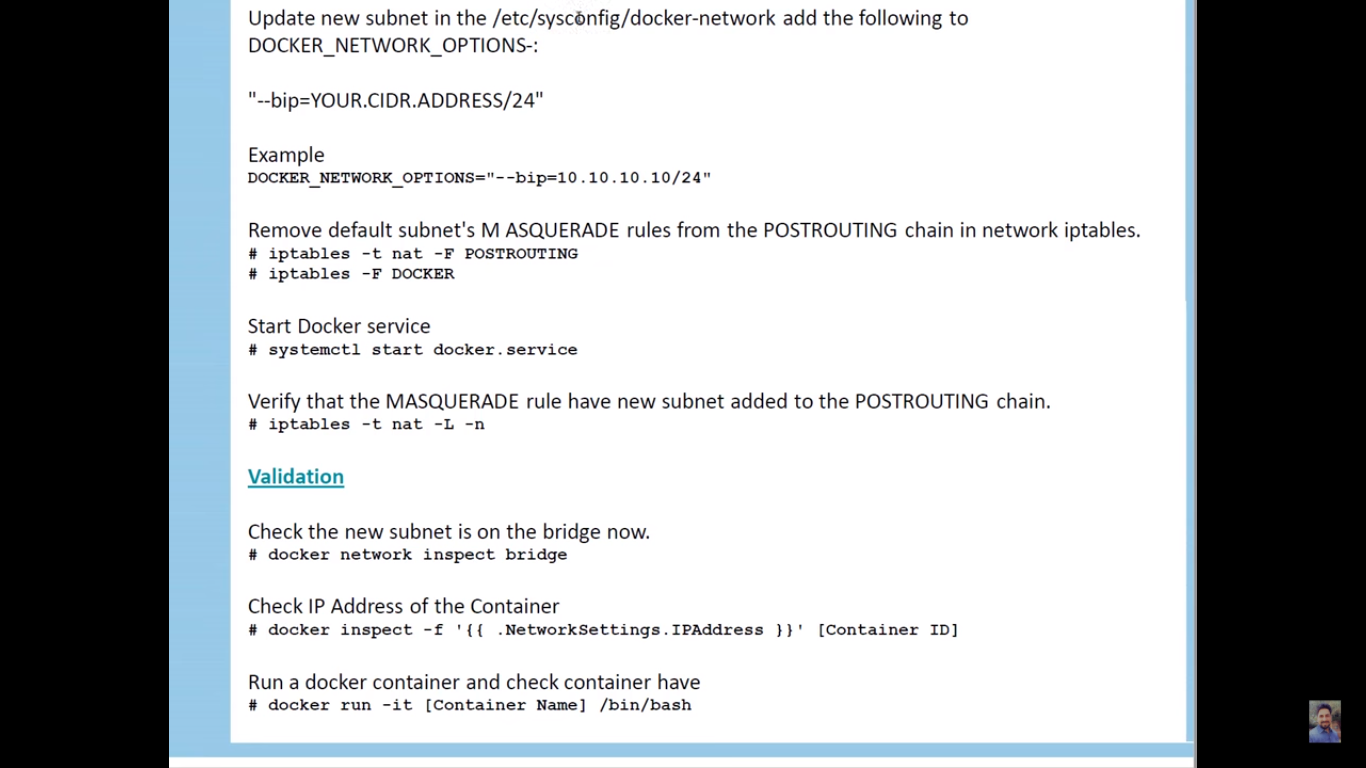 Update new subnet in the /etc/sysconfig/docker-network add the following to
DOCKER_NETWORK_OPTIONS-:
"--bip=YOUR.CIDR.ADDRESS/24"
Example
DOCKER_NETWORK_OPTIONS="--bip=10.10.10.10/24"
Remove default subnet's M ASQUERADE rules from the POSTROUTING chain in network iptables.
# iptables -t nat -F POSTROUTING
# iptables -F DOCKER
Start Docker service
# systemctl start docker.service
Verify that the MASQUERADE rule have new subnet added to the POSTROUTING chain.
# iptables -t nat -L -n
Validation
Check the new subnet is on the bridge now.
# docker network inspect bridge
Check IP Address of the Container
# docker inspect -f '{{ .NetworkSettings.IPAddress }}' [Container ID]
Run a docker container and check container have
# docker run -it [Container Name] /bin/bash